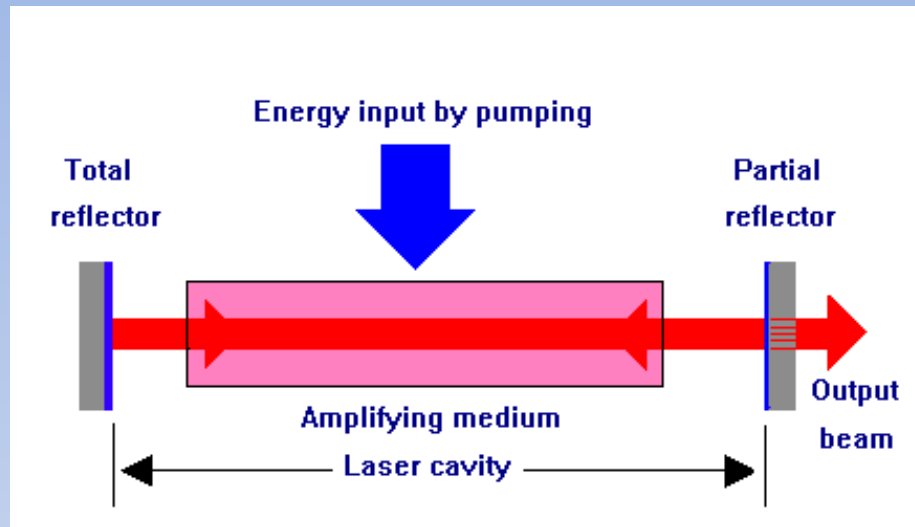 Energy input by pumping
Total
reflector
Partial
reflector
Amplifying medium
Laser cavity
Output
beam